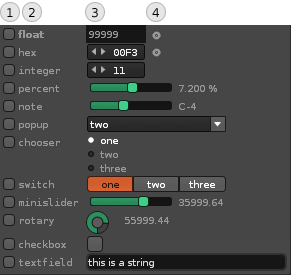 1 2 3 4
float 99999
hex 00F3
integer 11
percent 7.200 %
note C-4
popup two
chooser one
two
three
switch one two three
minislider 35999.64
rotary 55999.44
checkbox
textfield this is a string